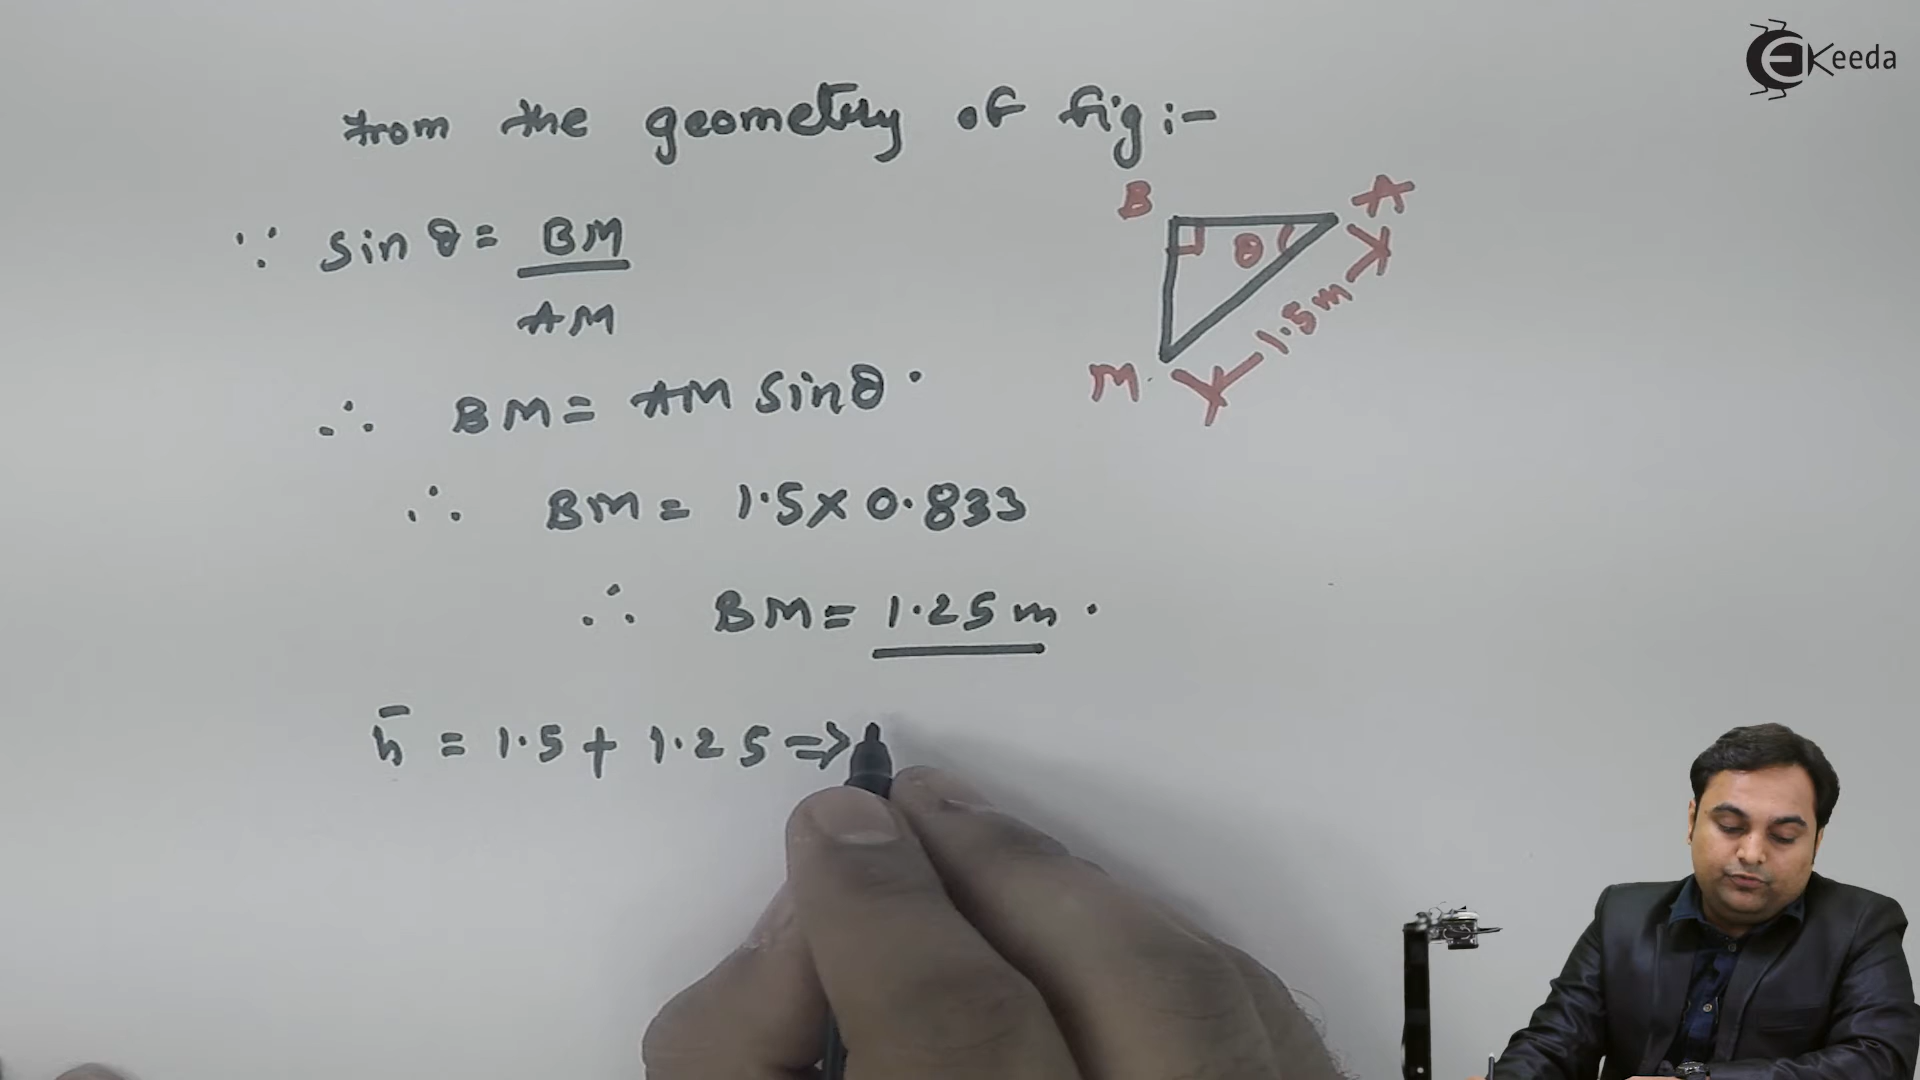 Keeda
from the geometry of fig:-
∵ sin θ = BM
AM
B A
θ
1.5m
M
∴ BM = AM sinθ.
∴ BM = 1.5 × 0.833
∴ BM = 1.25 m.
h̄ = 1.5 + 1.25 ⇒